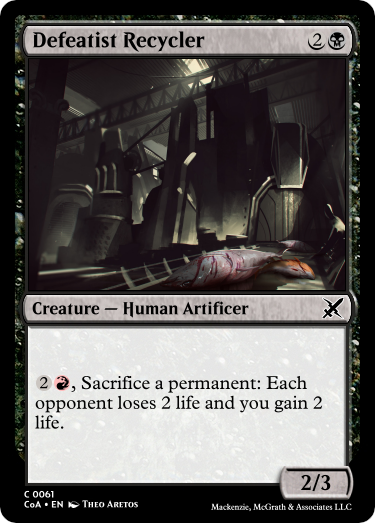 Defeatist Recycler 2
Creature — Human Artificer
2, Sacrifice a permanent: Each
opponent loses 2 life and you gain 2
life.
2/3
C 0061
CoA • EN Theo Aretos
Mackenzie, McGrath & Associates LLC